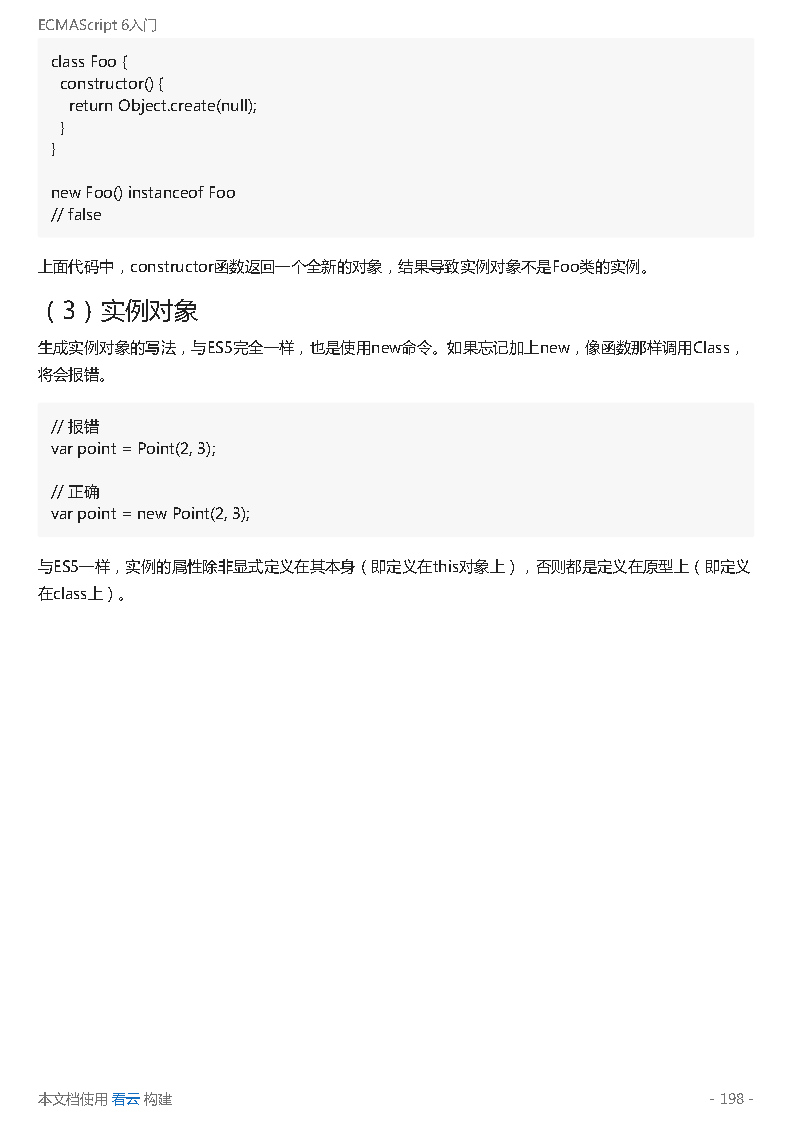 ECMAScript 6入门
class Foo {
  constructor() {
    return Object.create(null);
  }
}
new Foo() instanceof Foo
// false
上面代码中，constructor函数返回一个全新的对象，结果导致实例对象不是Foo类的实例。
（3）实例对象
生成实例对象的写法，与ES5完全一样，也是使用new命令。如果忘记加上new，像函数那样调用Class，
将会报错。
// 报错
var point = Point(2, 3);
// 正确
var point = new Point(2, 3);
与ES5一样，实例的属性除非显式定义在其本身（即定义在this对象上），否则都是定义在原型上（即定义
在class上）。
本文档使用 看云 构建
- 198 -